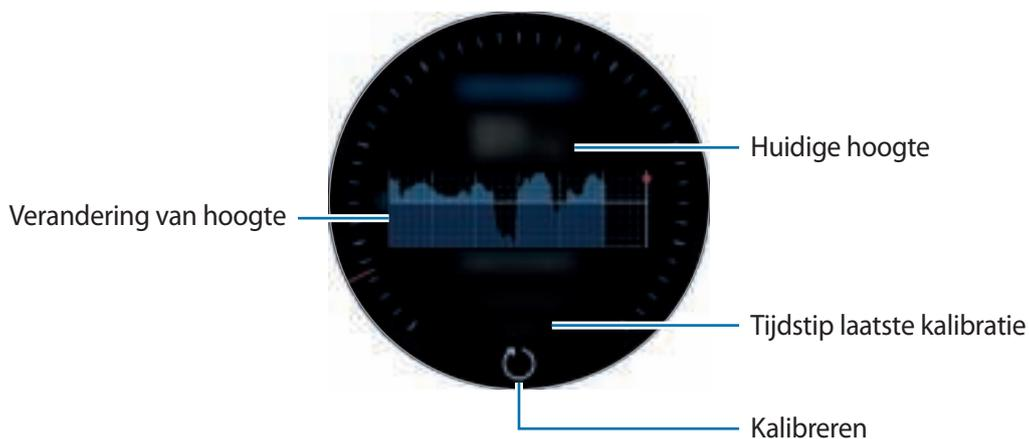 Huidige hoogte
Verandering van hoogte
Tijdstip laatste kalibratie
Kalibreren